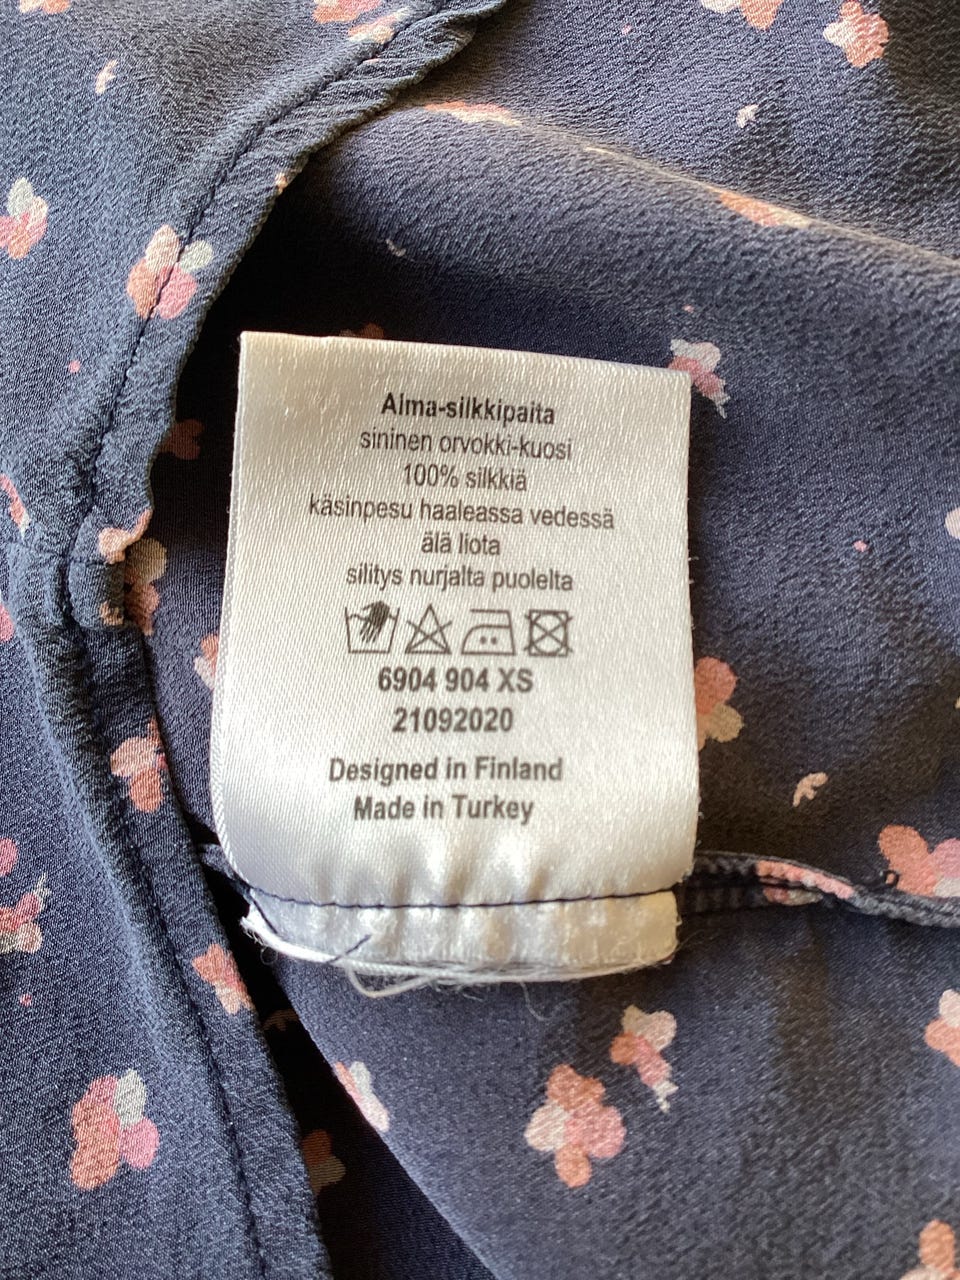 Alma-silkkipaita
sininen orvokki-kuosi
100% silkkiä
käsinpesu haaleassa vedessä
älä liota
silitys nurjalta puolelta
6904 904 XS
21092020
Designed in Finland
Made in Turkey